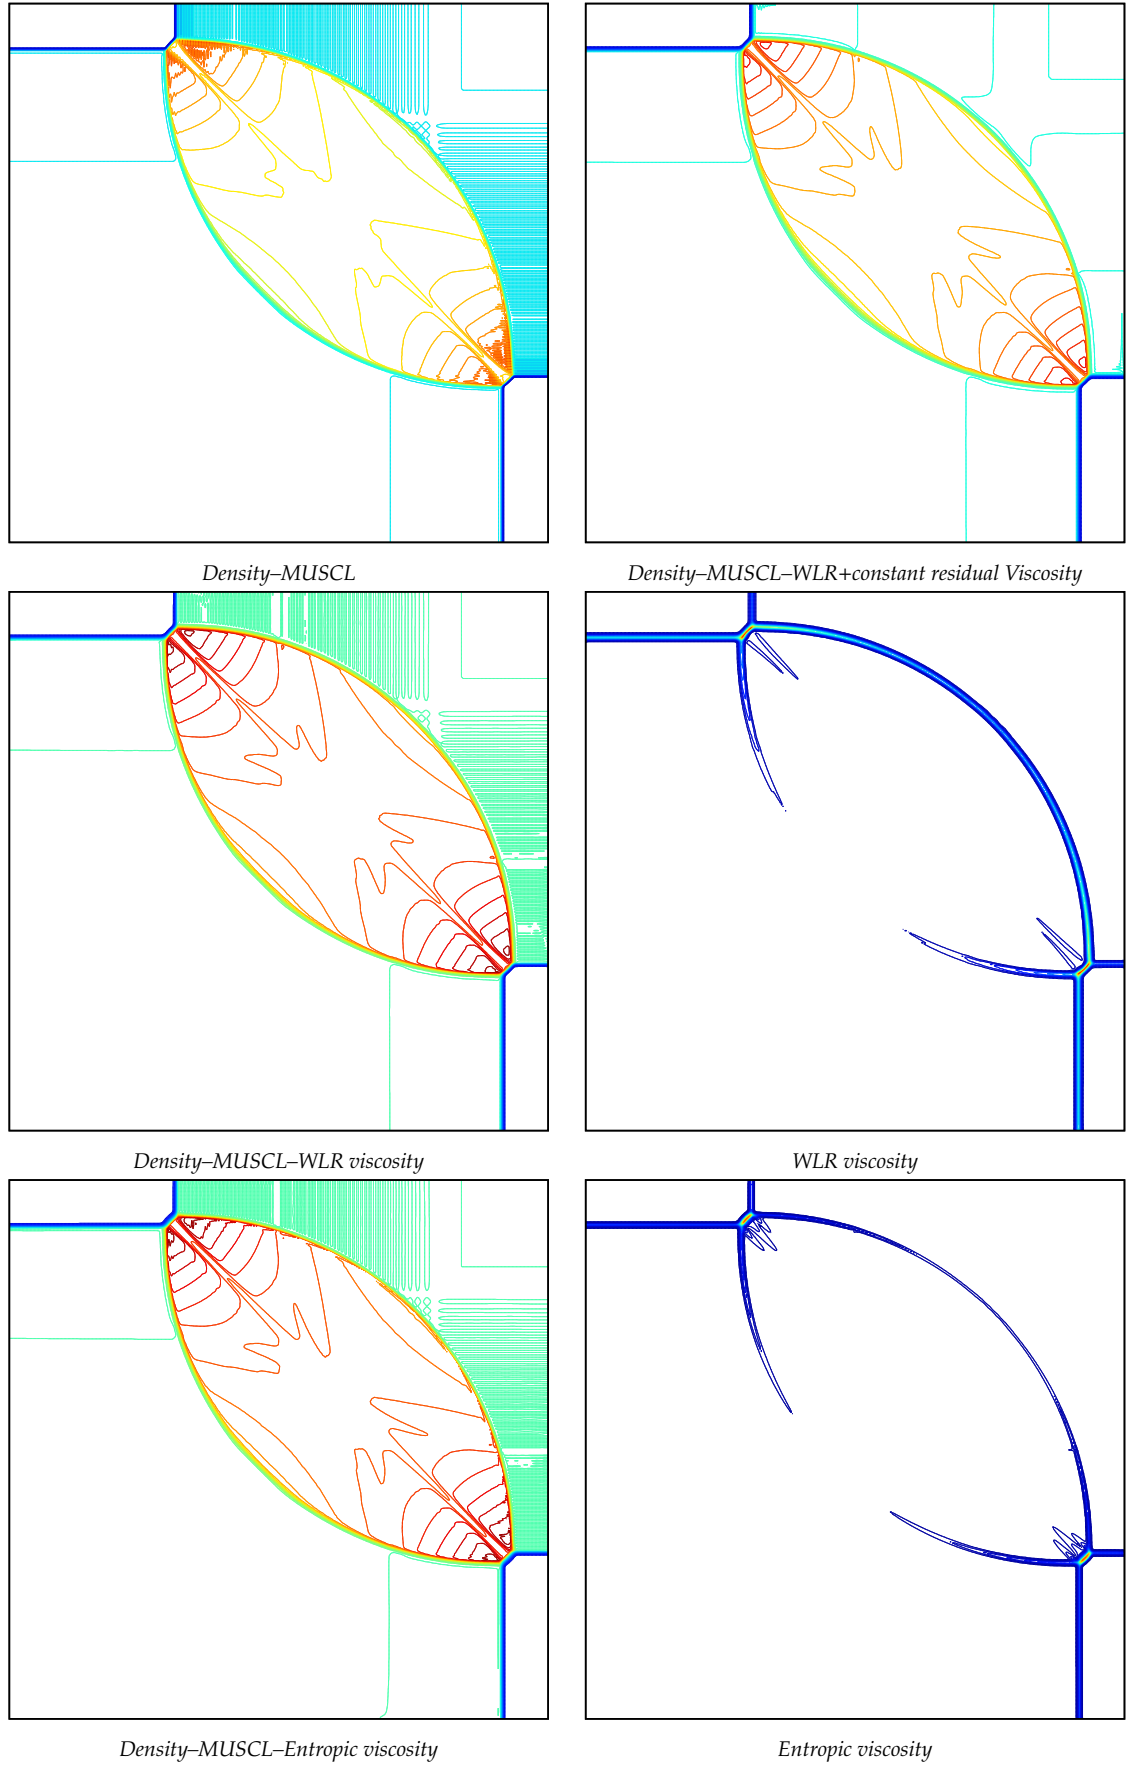 Density–MUSCL
Density–MUSCL–WLR+constant residual Viscosity
Density–MUSCL–WLR viscosity
WLR viscosity
Density–MUSCL–Entropic viscosity
Entropic viscosity